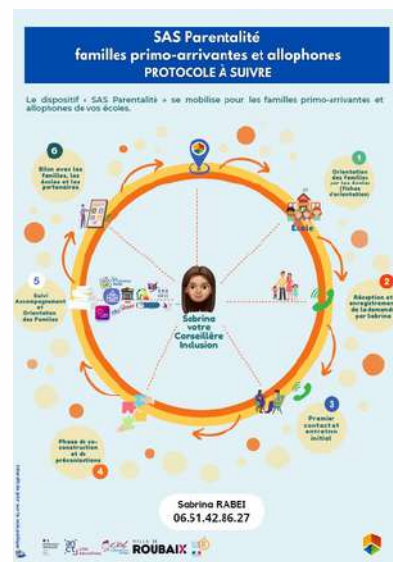 SAS Parentalité
familles primo-arrivantes et allophones
PROTOCOLE À SUIVRE
Le dispositif « SAS Parentalité » se mobilise pour les familles primo-arrivantes et
allophones de vos écoles.
1
Orientation
des familles
par les écoles
(fiches
d'orientation)
École
2
Réception et
enregistrement
de la demande
par Sabrina
3
Premier
contact et
entretien
initial
4
Phase de co-
construction et
de
préconisations
5
Suivi
Accompagnement
et
Orientation
des Familles
6
Bilan avec les
familles, les
écoles et les
partenaires
Sabrina
votre
Conseillère
Inclusion
Sabrina RABEI
06.51.42.86.27
VILLE DE
ROUBAIX